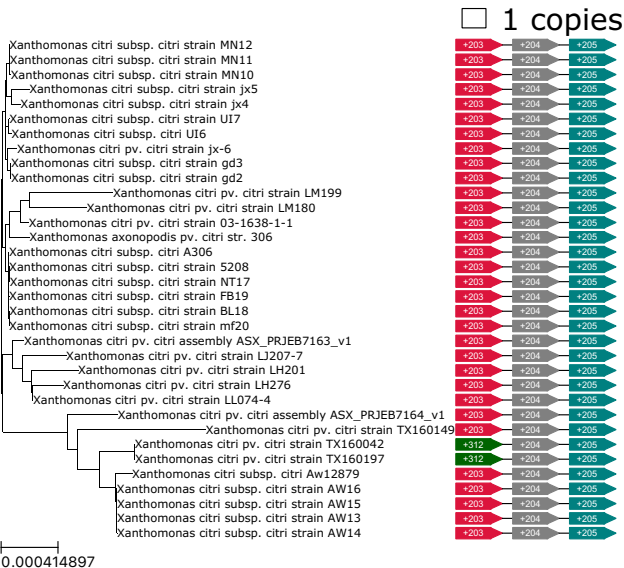 1 copies
Xanthomonas citri subsp. citri strain MN12 +203 +204 +205
Xanthomonas citri subsp. citri strain MN11 +203 +204 +205
Xanthomonas citri subsp. citri strain MN10 +203 +204 +205
Xanthomonas citri subsp. citri strain jx5 +203 +204 +205
Xanthomonas citri subsp. citri strain jx4 +203 +204 +205
Xanthomonas citri subsp. citri strain UI7 +203 +204 +205
Xanthomonas citri subsp. citri UI6 +203 +204 +205
Xanthomonas citri pv. citri strain jx-6 +203 +204 +205
Xanthomonas citri subsp. citri strain gd3 +203 +204 +205
Xanthomonas citri subsp. citri strain gd2 +203 +204 +205
Xanthomonas citri pv. citri strain LM199 +203 +204 +205
Xanthomonas citri pv. citri strain LM180 +203 +204 +205
Xanthomonas citri pv. citri strain 03-1638-1-1 +203 +204 +205
Xanthomonas axonopodis pv. citri str. 306 +203 +204 +205
Xanthomonas citri subsp. citri A306 +203 +204 +205
Xanthomonas citri subsp. citri strain 5208 +203 +204 +205
Xanthomonas citri subsp. citri strain NT17 +203 +204 +205
Xanthomonas citri subsp. citri strain FB19 +203 +204 +205
Xanthomonas citri subsp. citri strain BL18 +203 +204 +205
Xanthomonas citri subsp. citri strain mf20 +203 +204 +205
Xanthomonas citri pv. citri assembly ASX_PRJEB7163_v1 +203 +204 +205
Xanthomonas citri pv. citri strain LJ207-7 +203 +204 +205
Xanthomonas citri pv. citri strain LH201 +203 +204 +205
Xanthomonas citri pv. citri strain LH276 +203 +204 +205
Xanthomonas citri pv. citri strain LL074-4 +203 +204 +205
Xanthomonas citri pv. citri assembly ASX_PRJEB7164_v1 +203 +204 +205
Xanthomonas citri pv. citri strain TX160149 +203 +204 +205
Xanthomonas citri pv. citri strain TX160042 +312 +204 +205
Xanthomonas citri pv. citri strain TX160197 +312 +204 +205
Xanthomonas citri subsp. citri Aw12879 +203 +204 +205
Xanthomonas citri subsp. citri strain AW16 +203 +204 +205
Xanthomonas citri subsp. citri strain AW15 +203 +204 +205
Xanthomonas citri subsp. citri strain AW13 +203 +204 +205
Xanthomonas citri subsp. citri strain AW14 +203 +204 +205
0.000414897